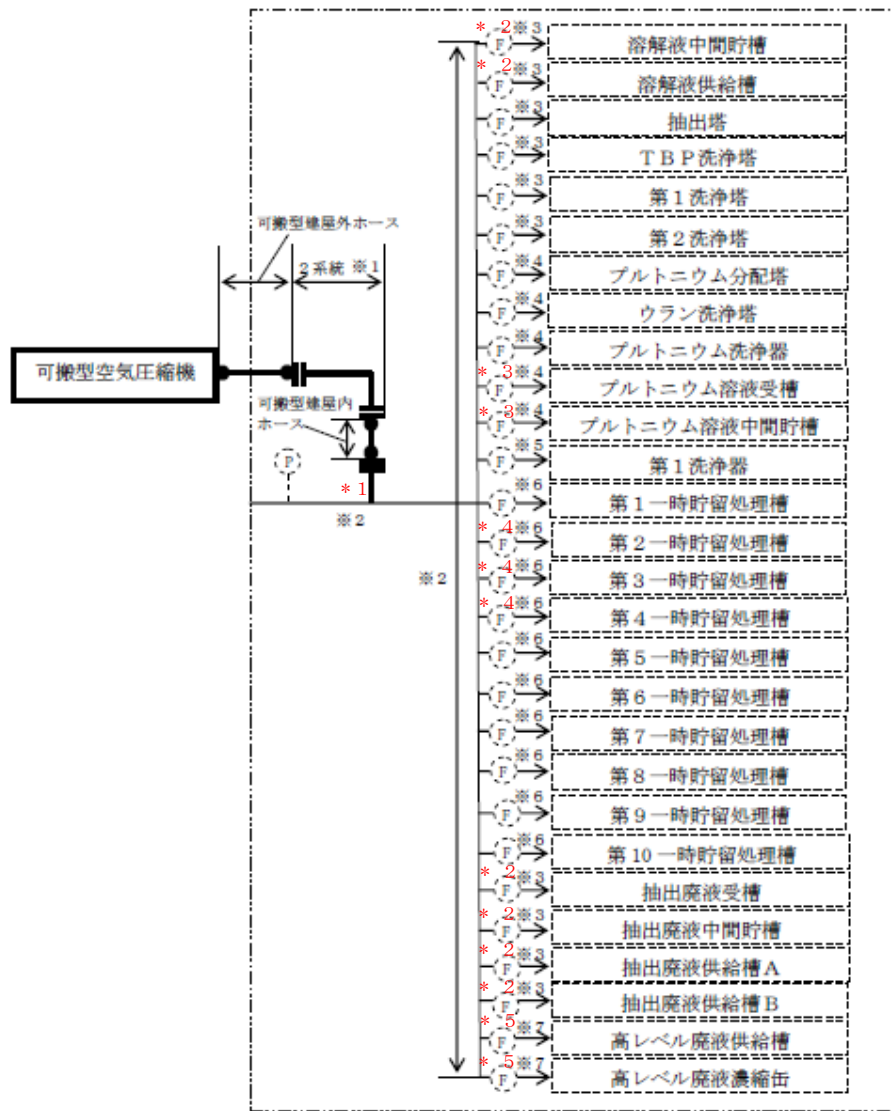 * 2 ※3 F 溶解液中間貯槽
* 2 ※3 F 溶解液供給槽
※3 F 抽出塔
※3 F TBP洗浄塔
※3 F 第1洗浄塔
※3 F 第2洗浄塔
※4 F プルトニウム分配塔
※4 F ウラン洗浄塔
※4 F プルトニウム洗浄器
* 3 ※4 F プルトニウム溶液受槽
* 3 ※4 F プルトニウム溶液中間貯槽
※5 F 第1洗浄器
※6 F 第1一時貯留処理槽
* 4 ※6 F 第2一時貯留処理槽
* 4 ※6 F 第3一時貯留処理槽
* 4 ※6 F 第4一時貯留処理槽
※6 F 第5一時貯留処理槽
※6 F 第6一時貯留処理槽
※6 F 第7一時貯留処理槽
※6 F 第8一時貯留処理槽
※6 F 第9一時貯留処理槽
※6 F 第10一時貯留処理槽
* 2 ※3 F 抽出廃液受槽
* 2 ※3 F 抽出廃液中間貯槽
* 2 ※3 F 抽出廃液供給槽A
* 2 ※3 F 抽出廃液供給槽B
* 5 ※7 F 高レベル廃液供給槽
* 5 ※7 F 高レベル廃液濃縮缶
可搬型建屋外ホース
2系統 ※1
可搬型空気圧縮機
可搬型建屋内
ホース
P
* 1
※2
※2